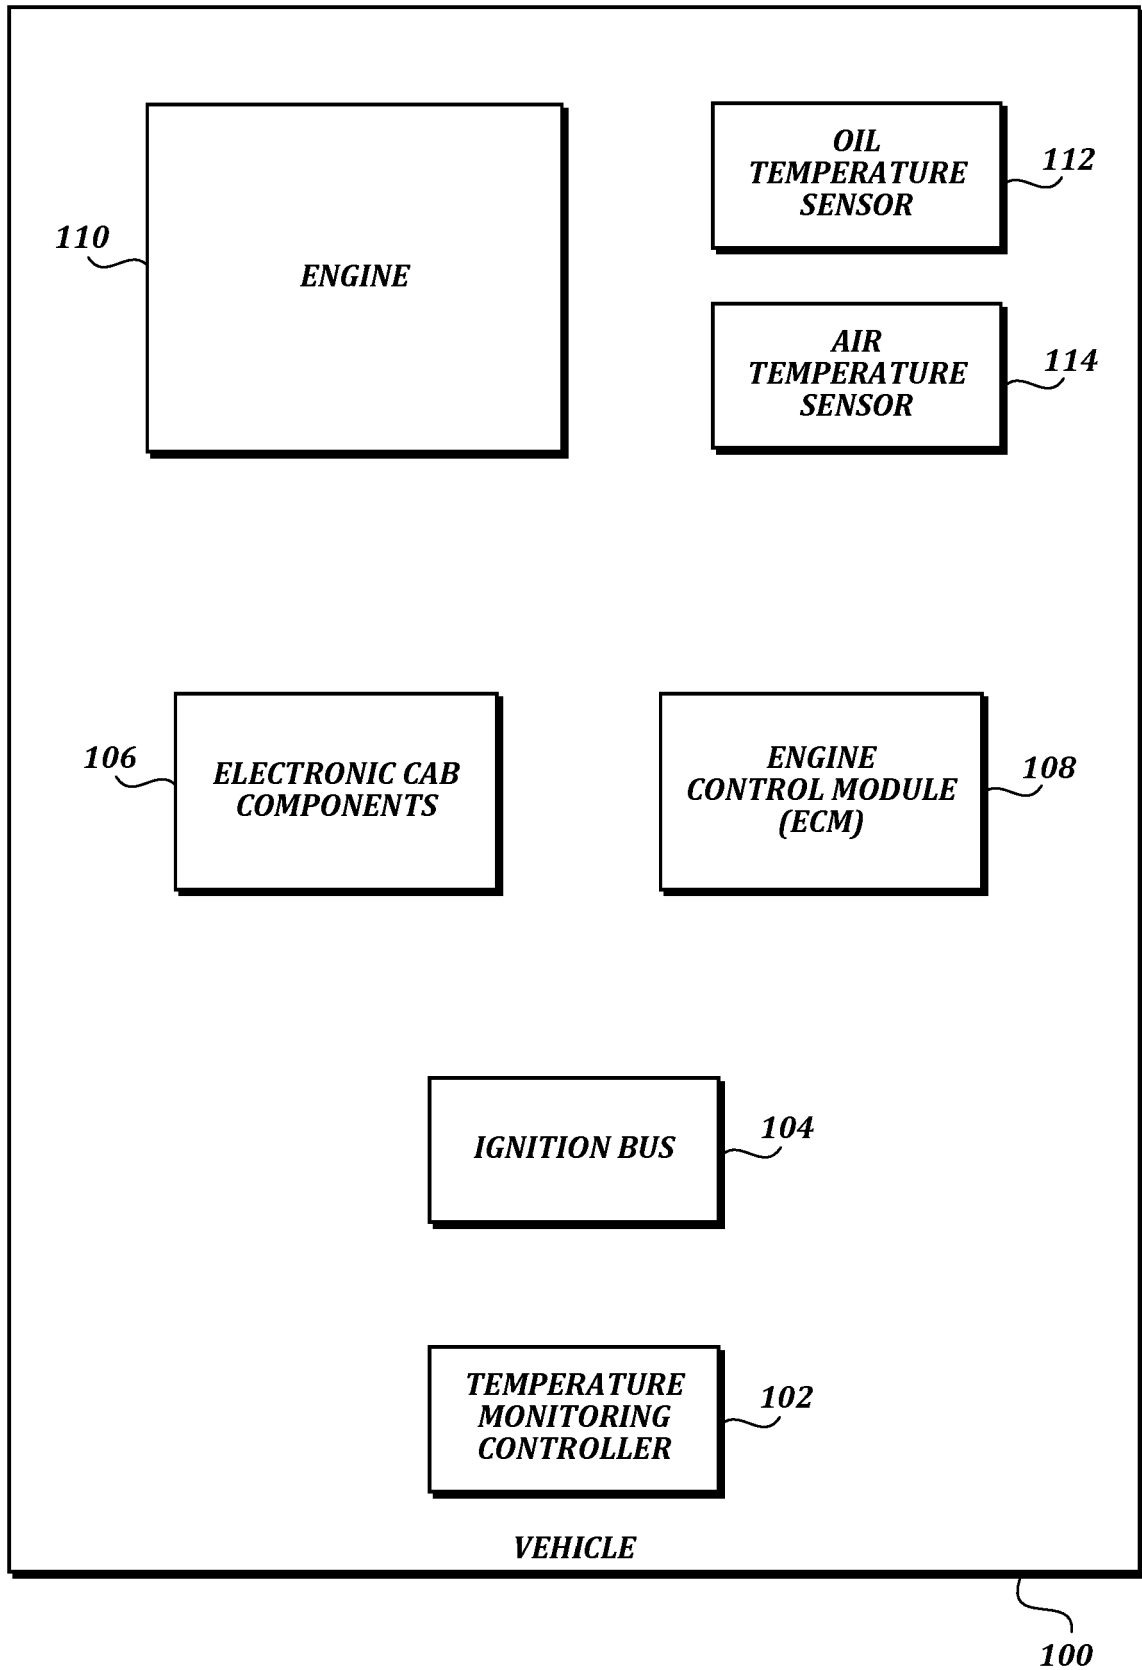 OIL
TEMPERATURE
SENSOR
112
110
ENGINE
AIR
TEMPERATURE
SENSOR
114
106
ELECTRONIC CAB
COMPONENTS
ENGINE
CONTROL MODULE
(ECM)
108
IGNITION BUS
104
TEMPERATURE
MONITORING
CONTROLLER
102
VEHICLE
100